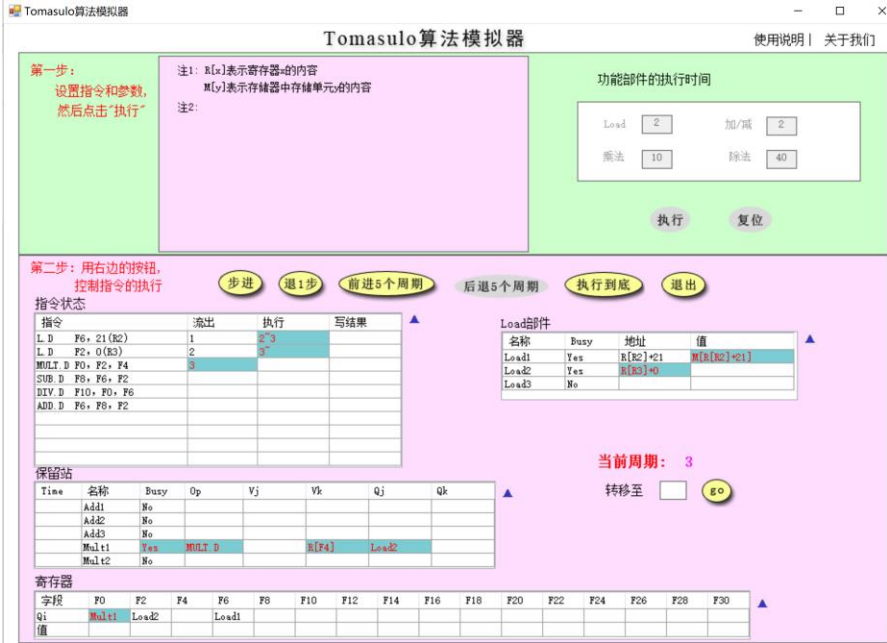 Tomasulo算法模拟器
Tomasulo算法模拟器
使用说明 | 关于我们
第一步:
设置指令和参数,
然后点击"执行"
注1: R[x]表示寄存器x的内容
M[y]表示存储器中存储单元y的内容
注2:
功能部件的执行时间
Load 2 加/减 2
乘法 10 除法 40
执行 复位
第二步: 用右边的按钮,
控制指令的执行
步进 退1步 前进5个周期 后退5个周期 执行到底 退出
指令状态
指令 流出 执行 写结果
L.D F6, 21(R2) 1 2~3
L.D F2, 0(R3) 2 3~
MULT.D F0, F2, F4 3
SUB.D F8, F6, F2
DIV.D F10, F0, F6
ADD.D F6, F8, F2
Load部件
名称 Busy 地址 值
Load1 Yes R[R2]+21 M[R[R2]+21]
Load2 Yes R[R3]+0
Load3 No
当前周期: 3
转移至 go
保留站
Time 名称 Busy Op Vj Vk Qj Qk
Add1 No
Add2 No
Add3 No
Mult1 Yes MULT.D R[F4] Load2
Mult2 No
寄存器
字段 F0 F2 F4 F6 F8 F10 F12 F14 F16 F18 F20 F22 F24 F26 F28 F30
Qi Mult1 Load2 Load1
值